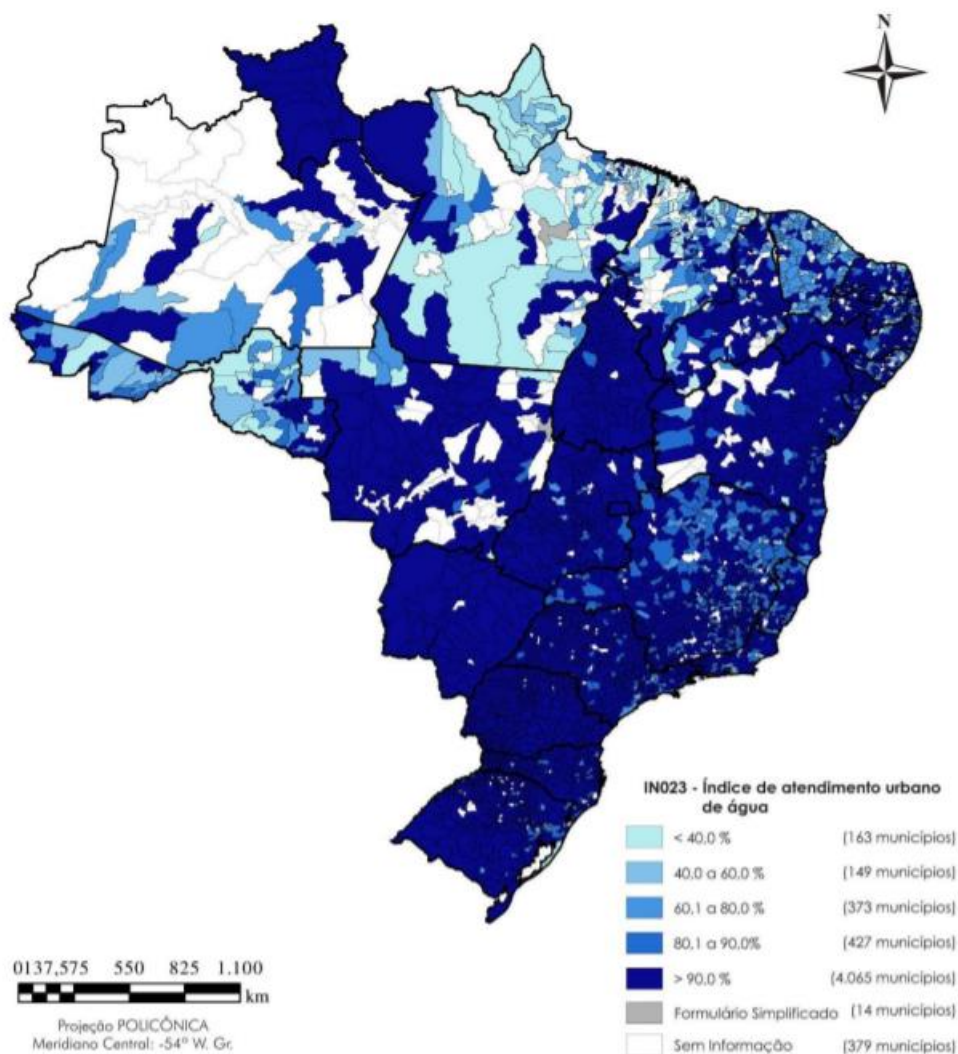 N
IN023 - Índice de atendimento urbano
de água
< 40,0 % (163 municípios)
40,0 a 60,0 % (149 municípios)
60,1 a 80,0 % (373 municípios)
80,1 a 90,0% (427 municípios)
> 90,0 % (4.065 municípios)
Formulário Simplificado (14 municípios)
Sem Informação (379 municípios)
0137,575 550 825 1.100
km
Projeção POLICÔNICA
Meridiano Central: -54° W. Gr.